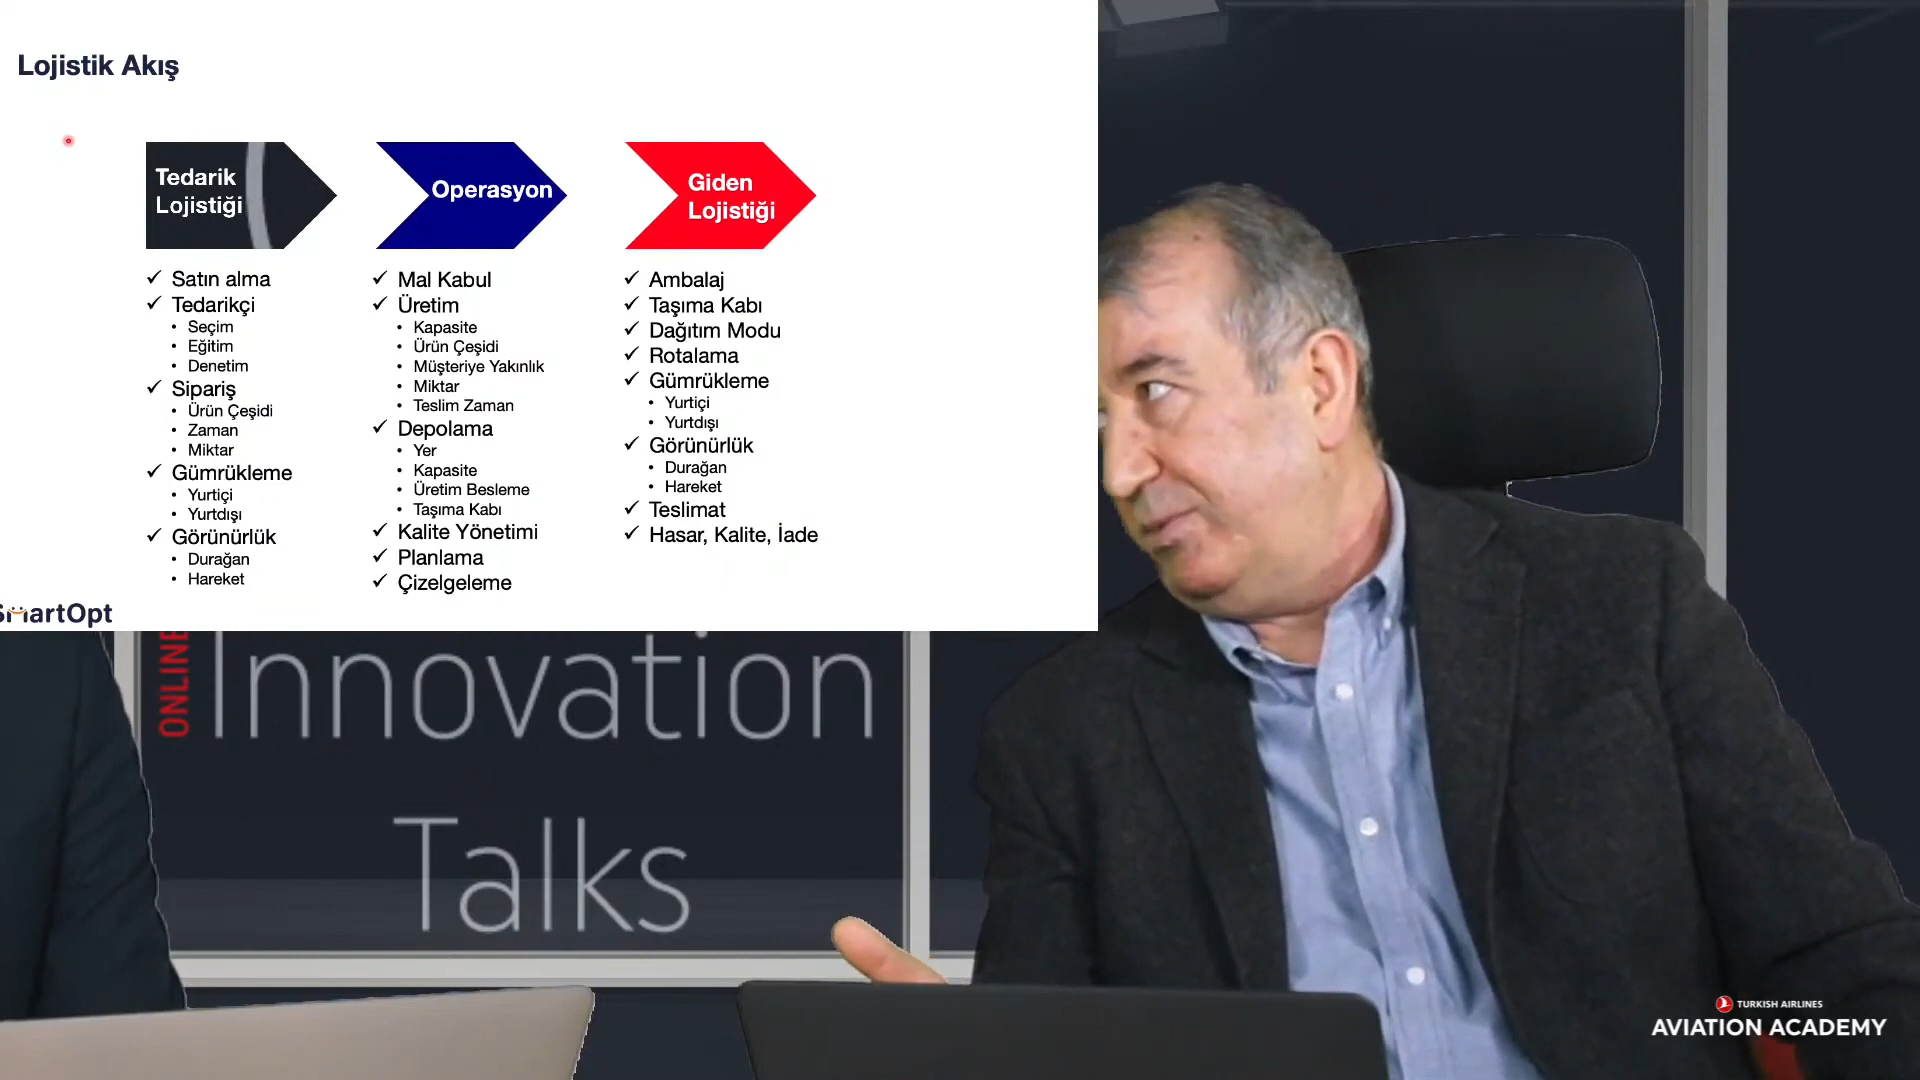 Lojistik Akış
Tedarik
Lojistiği
✓ Satın alma
✓ Tedarikçi
• Seçim
• Eğitim
• Denetim
✓ Sipariş
• Ürün Çeşidi
• Zaman
• Miktar
✓ Gümrükleme
• Yurtiçi
• Yurtdışı
✓ Görünürlük
• Durağan
• Hareket
Operasyon
✓ Mal Kabul
✓ Üretim
• Kapasite
• Ürün Çeşidi
• Müşteriye Yakınlık
• Miktar
• Teslim Zaman
✓ Depolama
• Yer
• Kapasite
• Üretim Besleme
• Taşıma Kabı
✓ Kalite Yönetimi
✓ Planlama
✓ Çizelgeleme
Giden
Lojistiği
✓ Ambalaj
✓ Taşıma Kabı
✓ Dağıtım Modu
✓ Rotalama
✓ Gümrükleme
• Yurtiçi
• Yurtdışı
✓ Görünürlük
• Durağan
• Hareket
✓ Teslimat
✓ Hasar, Kalite, İade
SmartOpt
ONLINE
Innovation
Talks
TURKISH AIRLINES
AVIATION ACADEMY